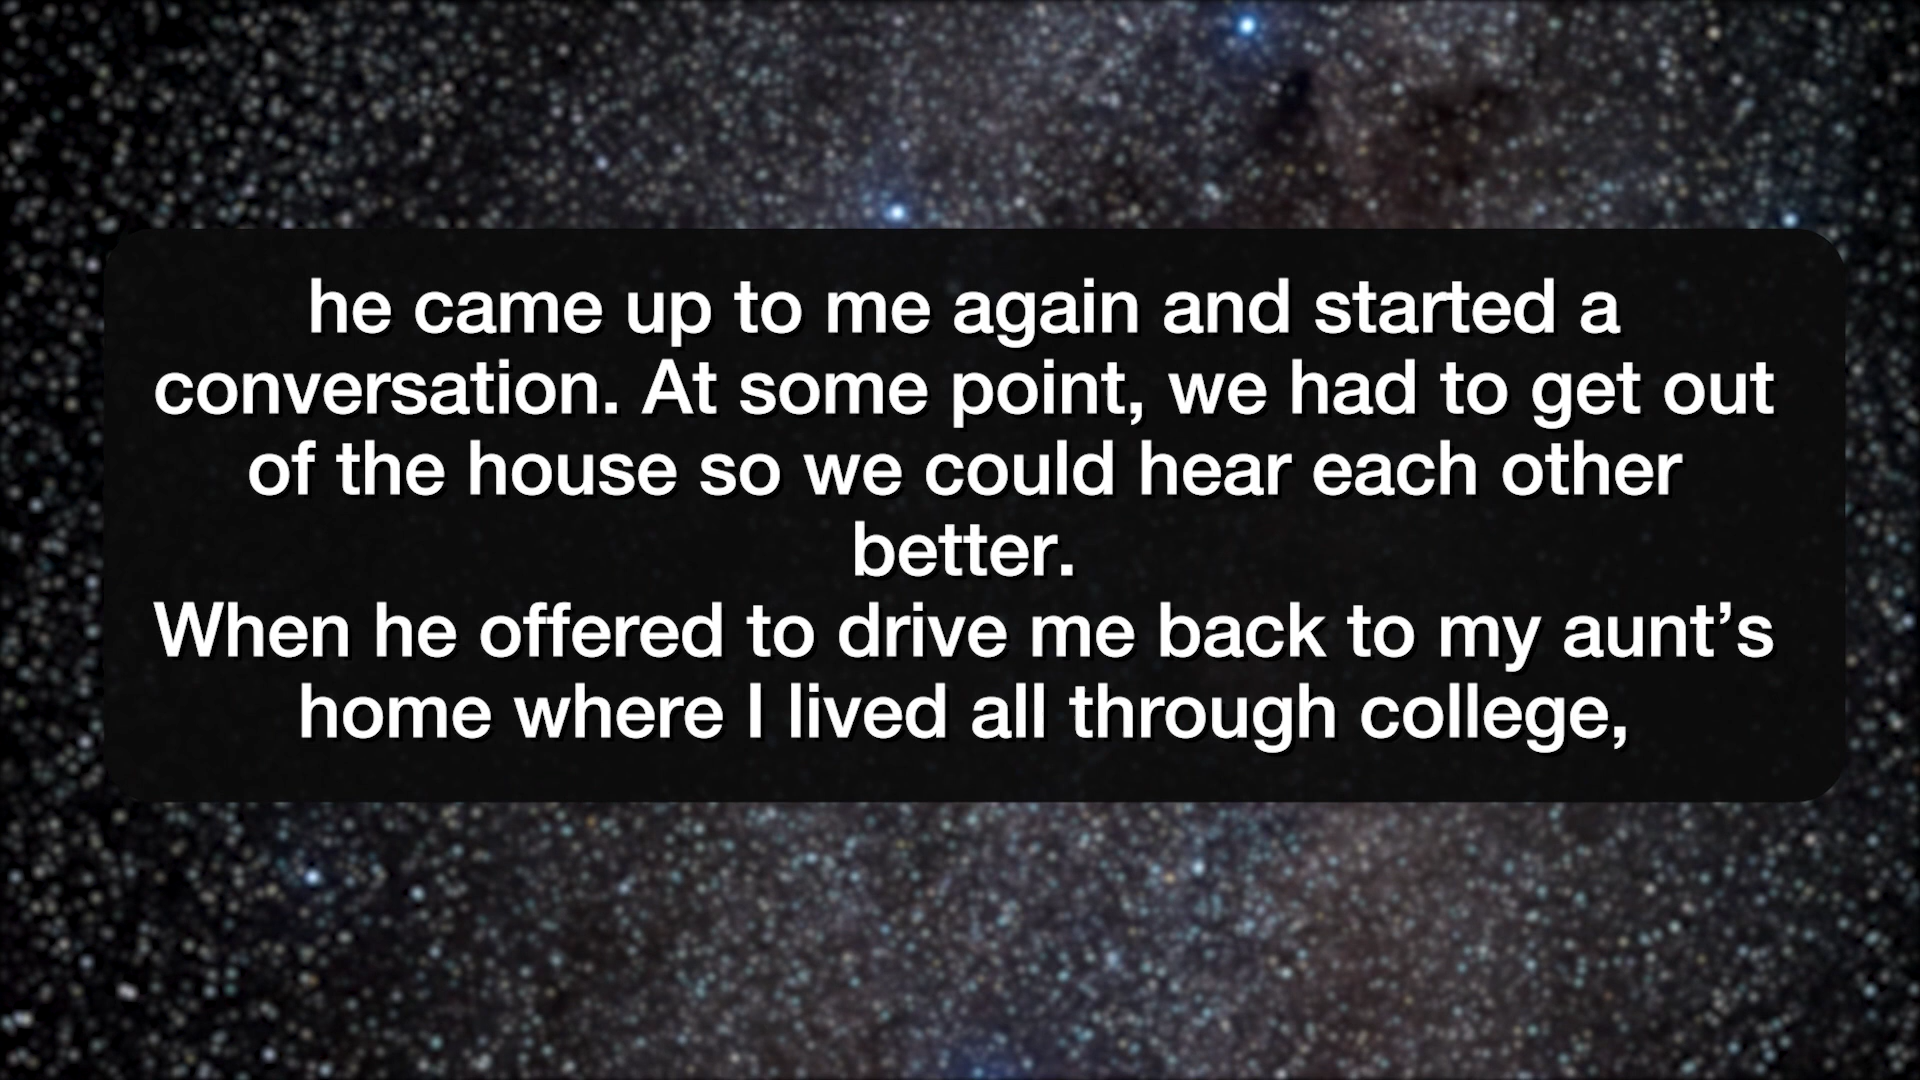 he came up to me again and started a
conversation. At some point, we had to get out
of the house so we could hear each other
better.
When he offered to drive me back to my aunt’s
home where I lived all through college,